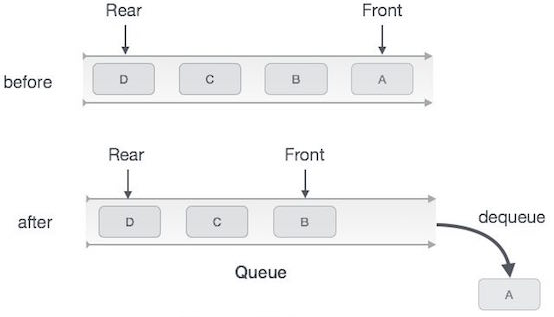 Rear Front
before D C B A
Rear Front
after D C B dequeue
Queue
A